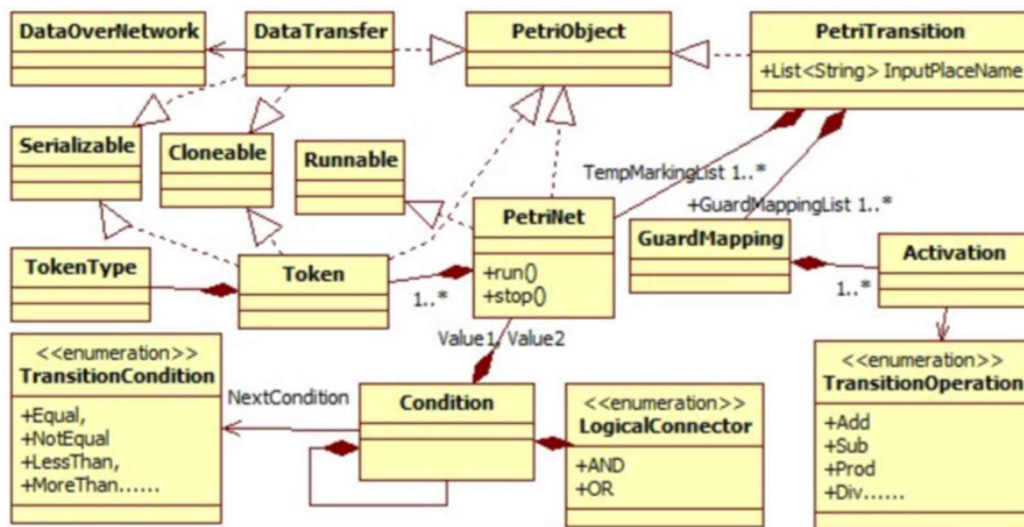 DataOverNetwork
DataTransfer
PetriObject
PetriTransition
+List<String> InputPlaceName
Serializable
Cloneable
Runnable
TempMarkingList 1..*
+GuardMappingList 1..*
PetriNet
+run()
+stop()
GuardMapping
Activation
1..*
TokenType
Token
1..*
Value1, Value2
<<enumeration>>
TransitionCondition
+Equal,
+NotEqual
+LessThan,
+MoreThan......
NextCondition
Condition
<<enumeration>>
LogicalConnector
+AND
+OR
<<enumeration>>
TransitionOperation
+Add
+Sub
+Prod
+Div......